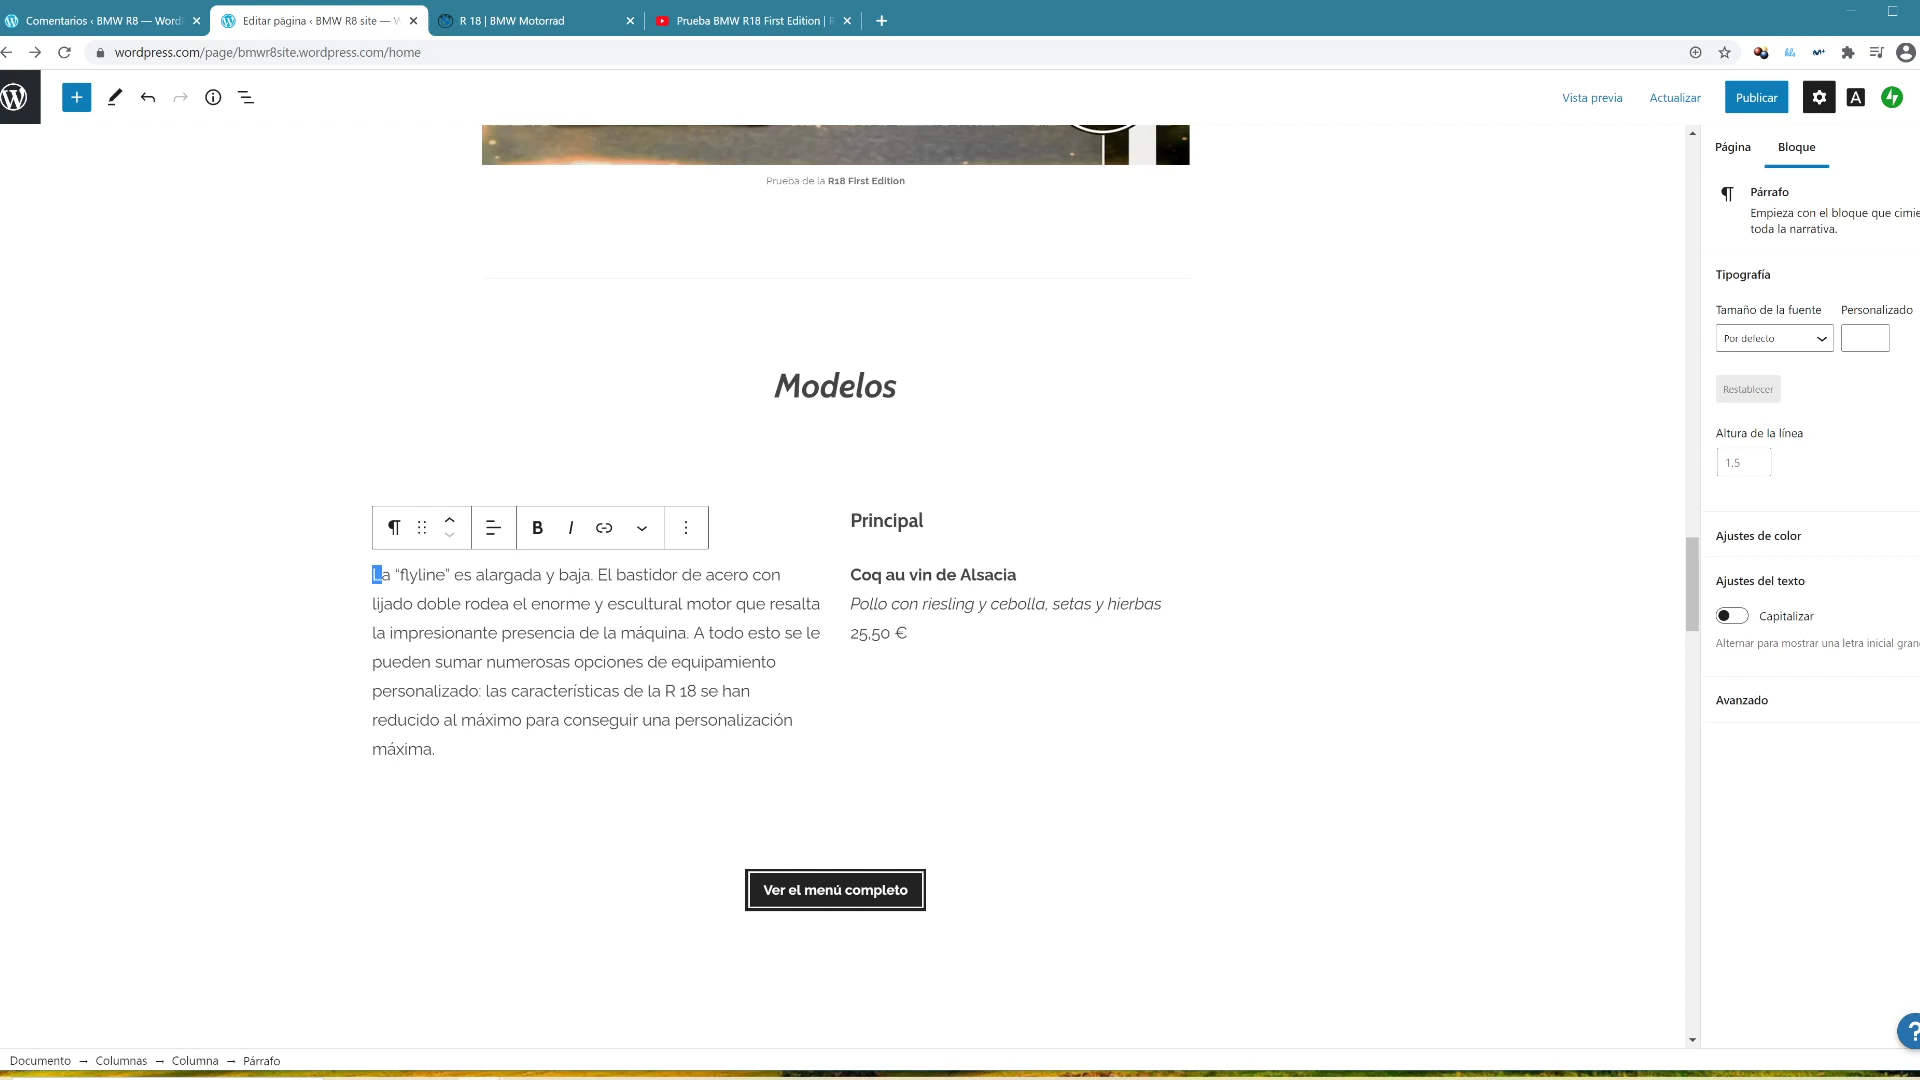 Comentarios ‹ BMW R8 — Word
Editar página ‹ BMW R8 site — W
R 18 | BMW Motorrad
Prueba BMW R18 First Edition | R
wordpress.com/page/bmwr8site.wordpress.com/home
Vista previa
Actualizar
Publicar
A
Prueba de la R18 First Edition
Modelos
La “flyline” es alargada y baja. El bastidor de acero con
lijado doble rodea el enorme y escultural motor que resalta
la impresionante presencia de la máquina. A todo esto se le
pueden sumar numerosas opciones de equipamiento
personalizado: las características de la R 18 se han
reducido al máximo para conseguir una personalización
máxima.
Principal
Coq au vin de Alsacia
Pollo con riesling y cebolla, setas y hierbas
25,50 €
Ver el menú completo
Página
Bloque
Párrafo
Empieza con el bloque que cimie
toda la narrativa.
Tipografía
Tamaño de la fuente
Personalizado
Por defecto
Restablecer
Altura de la línea
1.5
Ajustes de color
Ajustes del texto
Capitalizar
Alternar para mostrar una letra inicial gran
Avanzado
Documento → Columnas → Columna → Párrafo